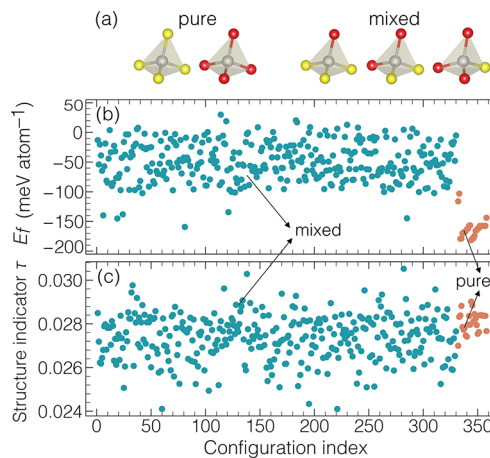 (a) pure mixed
(b)
50
0
−50
−100
−150
−200
Ef (meV atom−1)
mixed
(c)
0.030
0.028
0.026
0.024
Structure indicator τ
pure
0 50 100 150 200 250 300 350
Configuration index